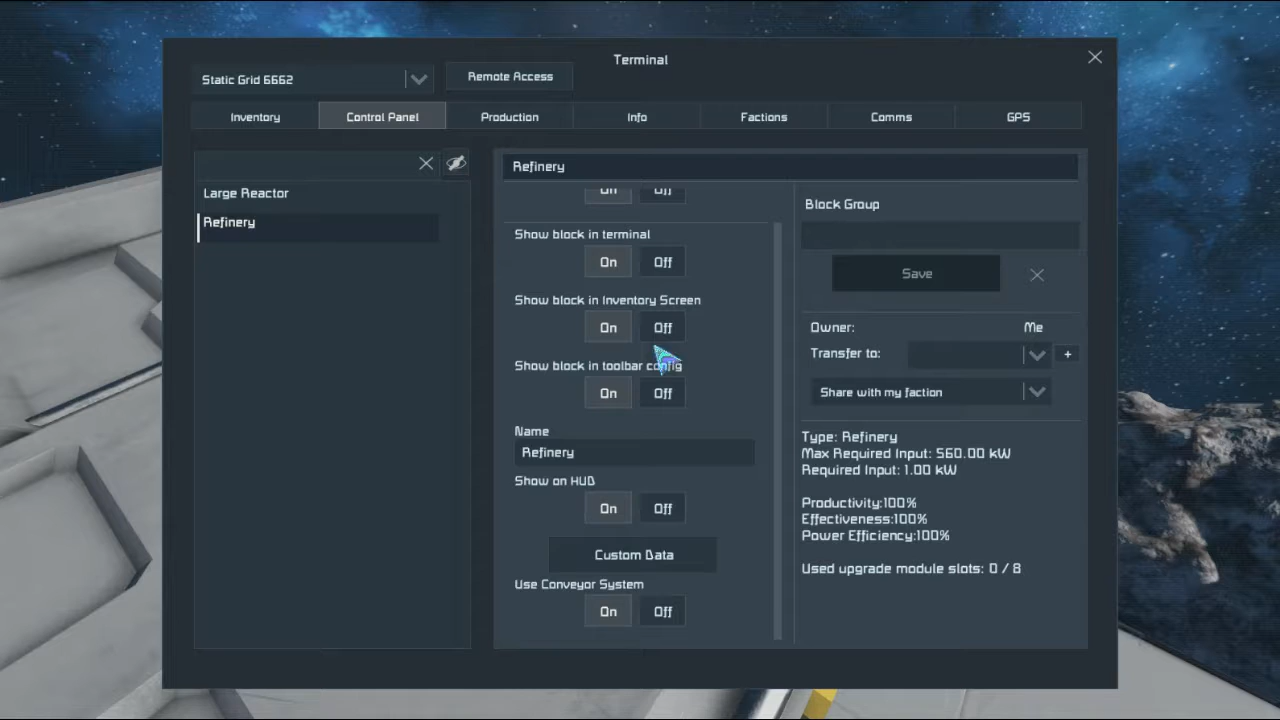 Terminal
Static Grid 6662
Remote Access
Inventory
Control Panel
Production
Info
Factions
Comms
GPS
Large Reactor
Refinery
Refinery
On Off
Show block in terminal
On Off
Show block in Inventory Screen
On Off
Show block in toolbar config
On Off
Name
Refinery
Show on HUD
On Off
Custom Data
Use Conveyor System
On Off
Block Group
Save
Owner: Me
Transfer to:
+
Share with my faction
Type: Refinery
Max Required Input: 560.00 kW
Required Input: 1.00 kW
Productivity:100%
Effectiveness:100%
Power Efficiency:100%
Used upgrade module slots: 0 / 8